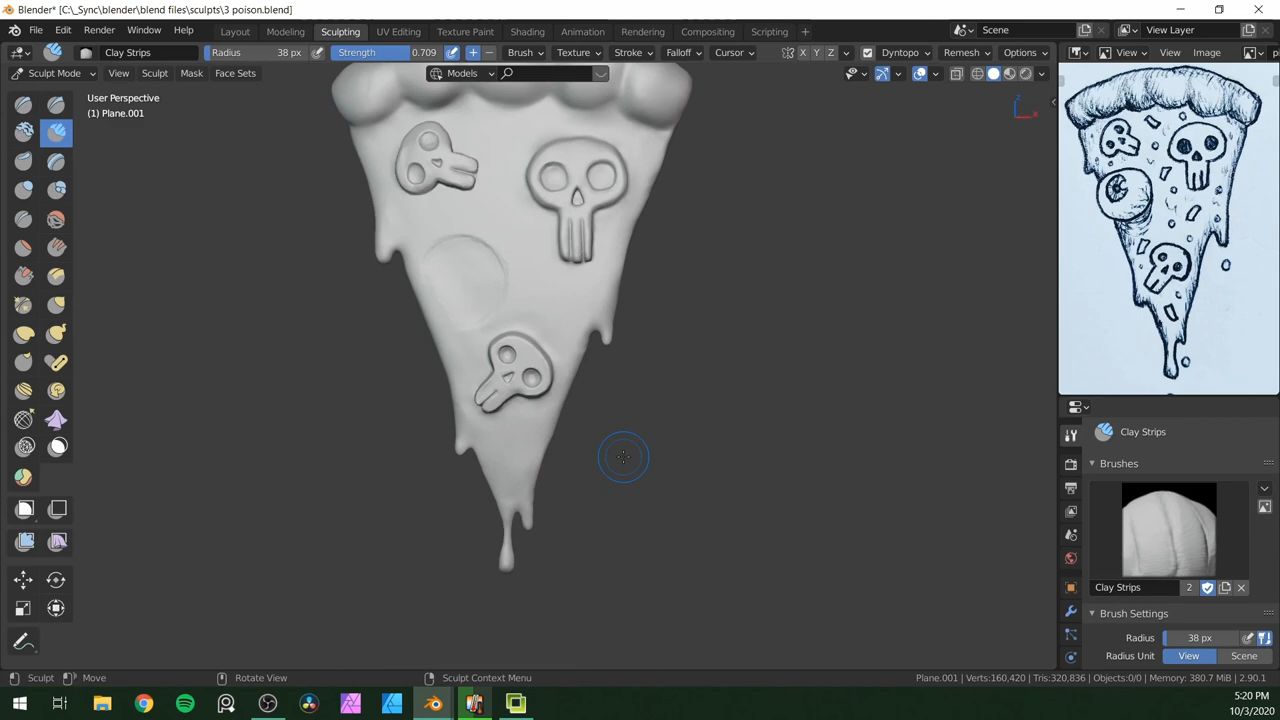 Blender* [C:\_Sync\blender\blend files\sculpts\3 poison.blend]
File Edit Render Window Help Layout Modeling Sculpting UV Editing Texture Paint Shading Animation Rendering Compositing Scripting + Scene View Layer
Clay Strips Radius 38 px Strength 0.709 Brush Texture Stroke Falloff Cursor X Y Z Dyntopo Remesh Options View View Image
Sculpt Mode View Sculpt Mask Face Sets Models
User Perspective
(1) Plane.001
Z
X
Clay Strips
Brushes
Clay Strips 2
Brush Settings
Radius 38 px
Radius Unit View Scene
Sculpt Move Rotate View Sculpt Context Menu Plane.001 | Verts:160,420 | Tris:320,836 | Objects:0/0 | Memory: 380.7 MiB | 2.90.1
5:20 PM
10/3/2020